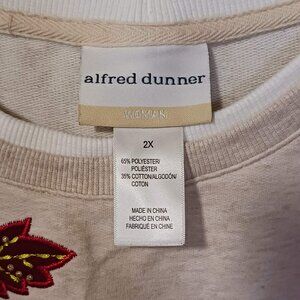 alfred dunner
WOMAN
2X
65% POLYESTER/
POLIÉSTER
35% COTTON/ALGODÓN/
COTON
MADE IN CHINA
HECHO EN CHINA
FABRIQUÉ EN CHINE